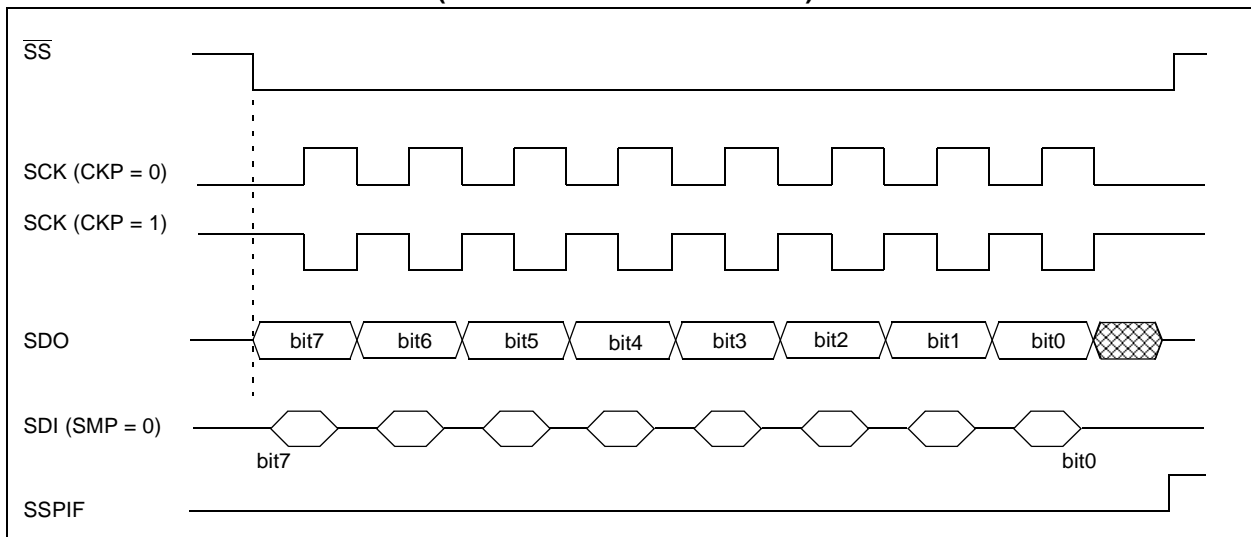 SS
SCK (CKP = 0)
SCK (CKP = 1)
SDO
bit7 bit6 bit5 bit4 bit3 bit2 bit1 bit0
SDI (SMP = 0)
bit7 bit0
SSPIF